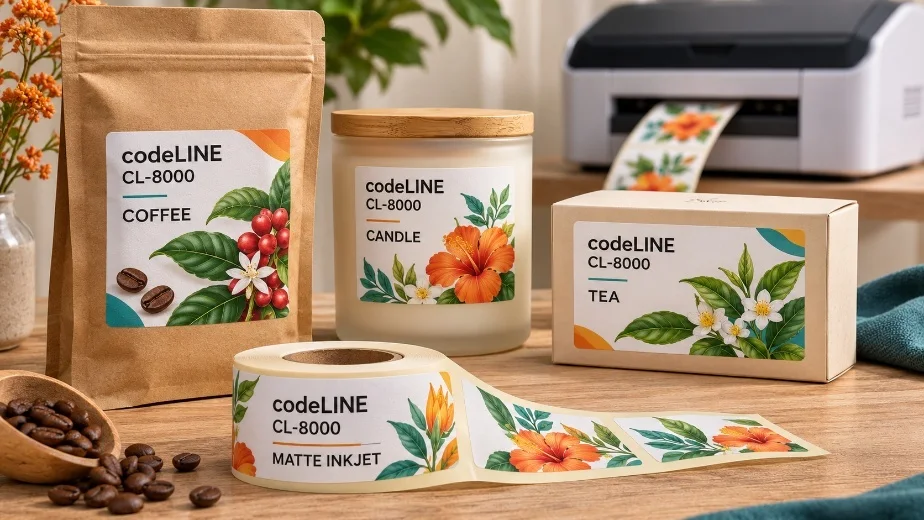 codeLINE
CL-8000
COFFEE
codeLINE
CL-8000
CANDLE
codeLINE
CL-8000
TEA
codeLINE
CL-8000
MATTE INKJET